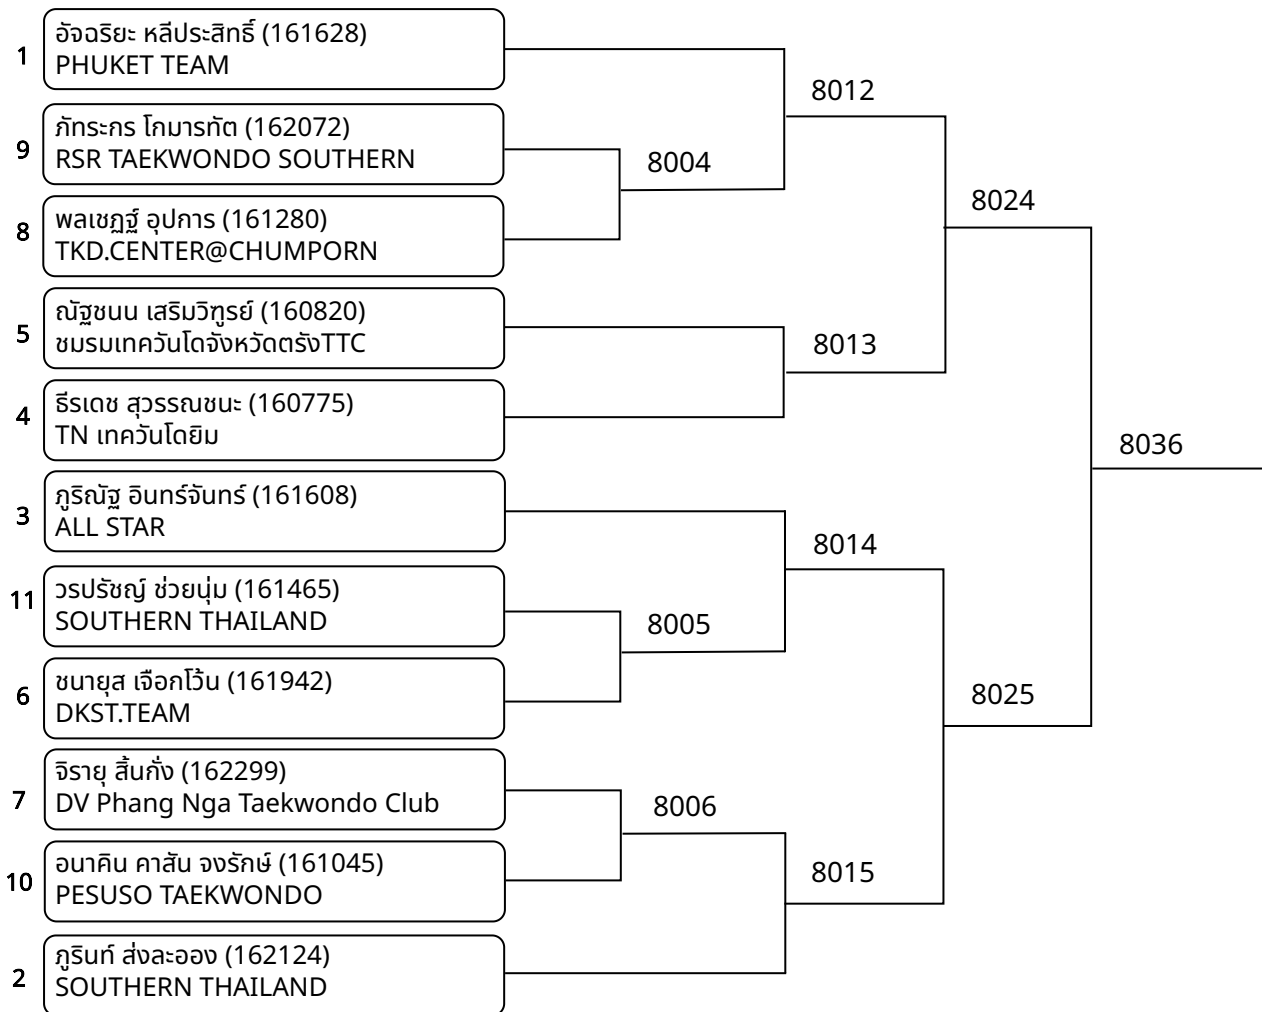 1
อัจฉริยะ หลีประสิทธิ์ (161628)
PHUKET TEAM
8012
9
ภัทระกร โกมารทัต (162072)
RSR TAEKWONDO SOUTHERN
8004
8
พลเชฏฐ์ อุปการ (161280)
TKD.CENTER@CHUMPORN
8024
5
ณัฐชนน เสริมวิฑูรย์ (160820)
ชมรมเทควันโดจังหวัดตรังTTC
8013
4
ธีรเดช สุวรรณชนะ (160775)
TN เทควันโดยิม
8036
3
ภูริณัฐ อินทร์จันทร์ (161608)
ALL STAR
8014
11
วรปรัชญ์ ช่วยนุ่ม (161465)
SOUTHERN THAILAND
8005
6
ชนายุส เจือกโว้น (161942)
DKST.TEAM
8025
7
จิรายุ สิ้นกั่ง (162299)
DV Phang Nga Taekwondo Club
8006
10
อนาคิน คาสัน จงรักษ์ (161045)
PESUSO TAEKWONDO
8015
2
ภูรินท์ ส่งละออง (162124)
SOUTHERN THAILAND